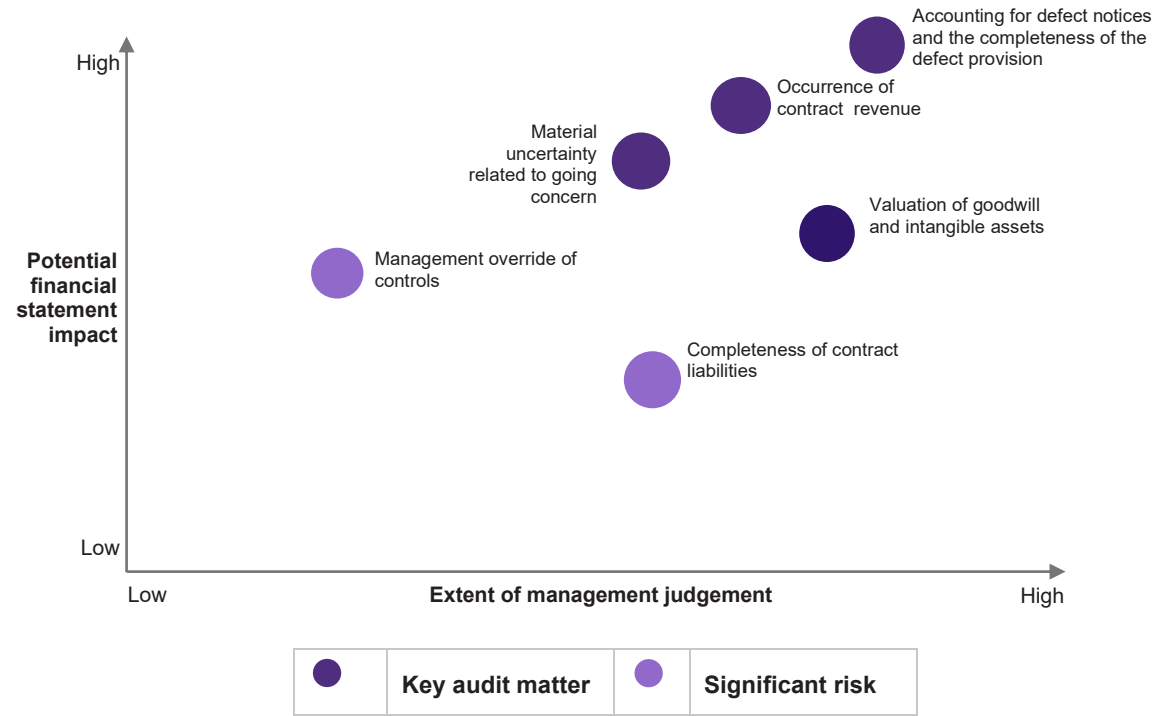 High
Accounting for defect notices
and the completeness of the
defect provision
Occurrence of
contract revenue
Material
uncertainty
related to going
concern
Valuation of goodwill
and intangible assets
Potential
financial
statement
impact
Management override of
controls
Completeness of contract
liabilities
Low
Low
Extent of management judgement
High
Key audit matter
Significant risk